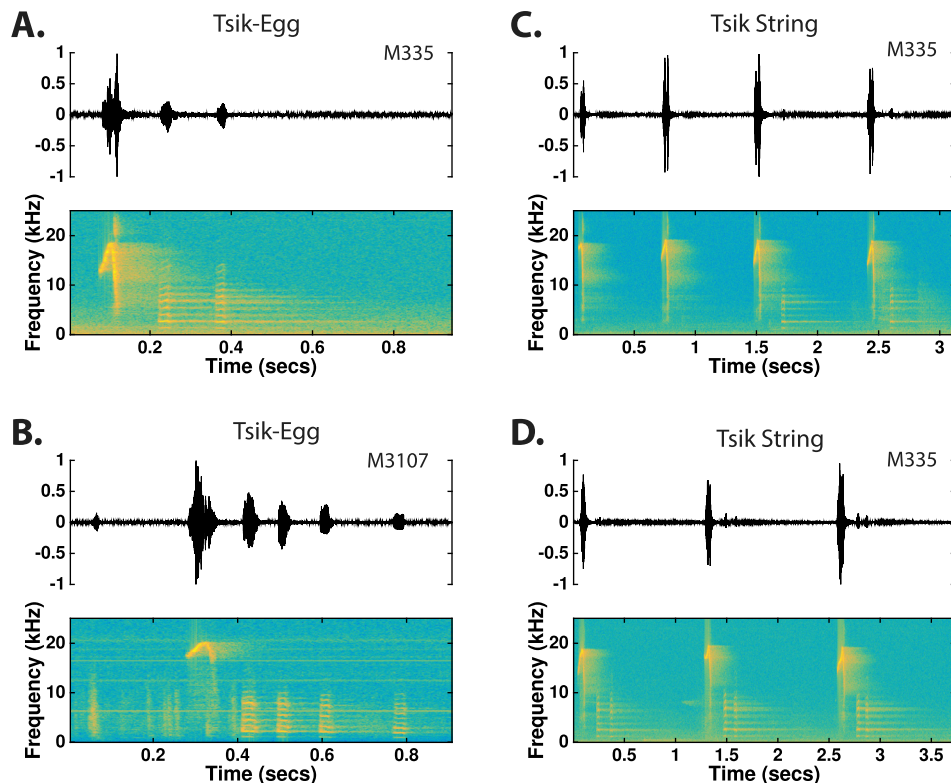 A.
Tsik-Egg
M335
1
0.5
0
-0.5
-1
Frequency (kHz)
20
10
0
0.2 0.4 0.6 0.8
Time (secs)
C.
Tsik String
M335
1
0.5
0
-0.5
-1
Frequency (kHz)
20
10
0
0.5 1 1.5 2 2.5 3
Time (secs)
B.
Tsik-Egg
M3107
1
0.5
0
-0.5
-1
Frequency (kHz)
20
10
0
0.2 0.4 0.6 0.8
Time (secs)
D.
Tsik String
M335
1
0.5
0
-0.5
-1
Frequency (kHz)
20
10
0
0.5 1 1.5 2 2.5 3 3.5
Time (secs)